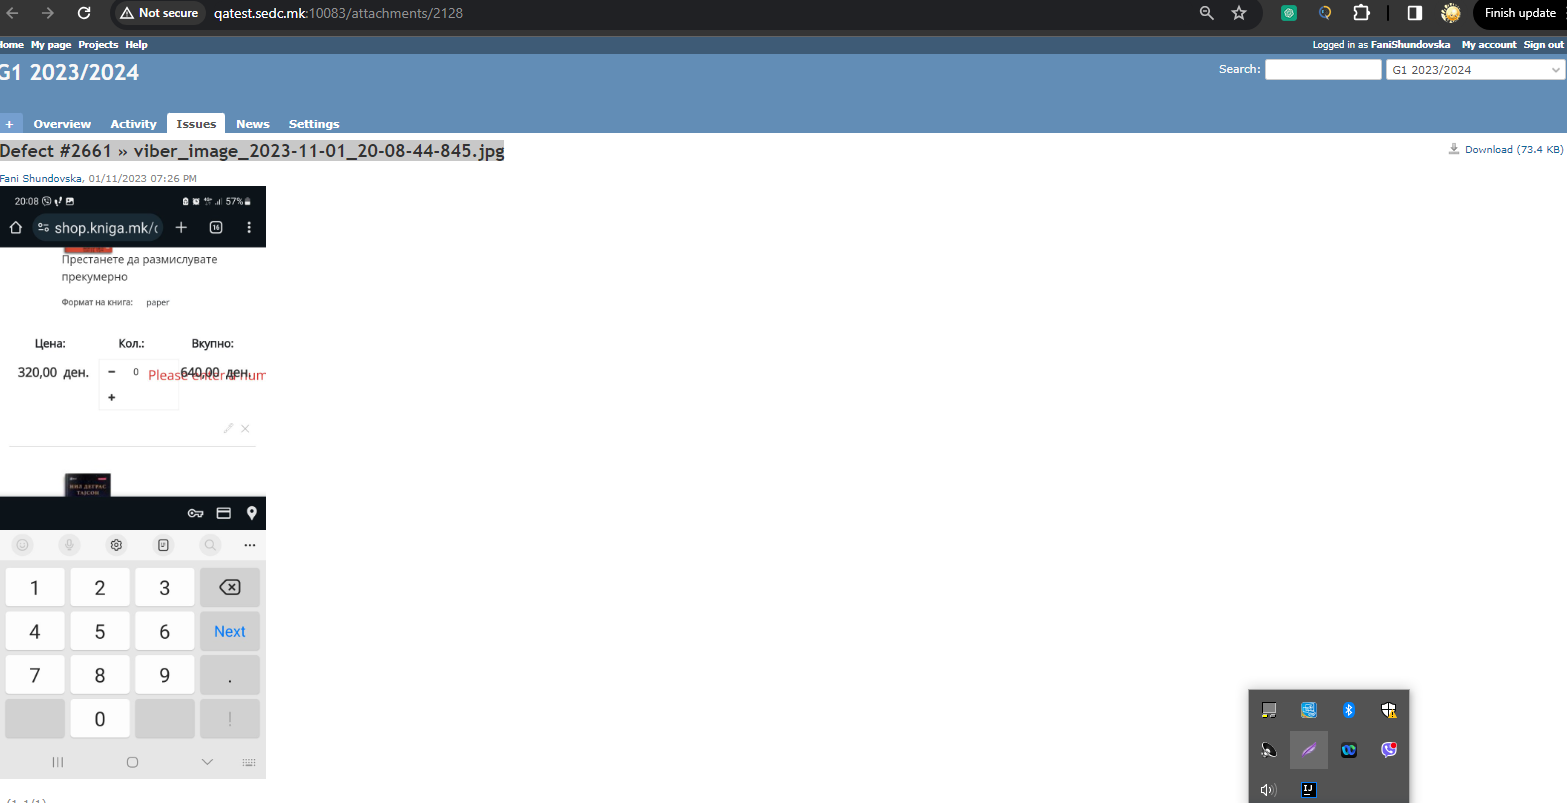 Not secure qatest.sedc.mk:10083/attachments/2128 Finish update
Home My page Projects Help Logged in as FaniShundovska My account Sign out
G1 2023/2024 Search: G1 2023/2024
+ Overview Activity Issues News Settings
Defect #2661 » viber_image_2023-11-01_20-08-44-845.jpg Download (73.4 KB)
Fani Shundovska, 01/11/2023 07:26 PM
20:08 57%
shop.kniga.mk/ 16
Престанете да размислувате
прекумерно
Формат на книга: paper
Цена: Кол.: Вкупно:
320,00 ден. − 0 Please enter a num 640,00 ден.
+
НИЛ ДЕГРАС
ТАЈСОН
1 2 3
4 5 6 Next
7 8 9 .
0 !
(1-1/1)